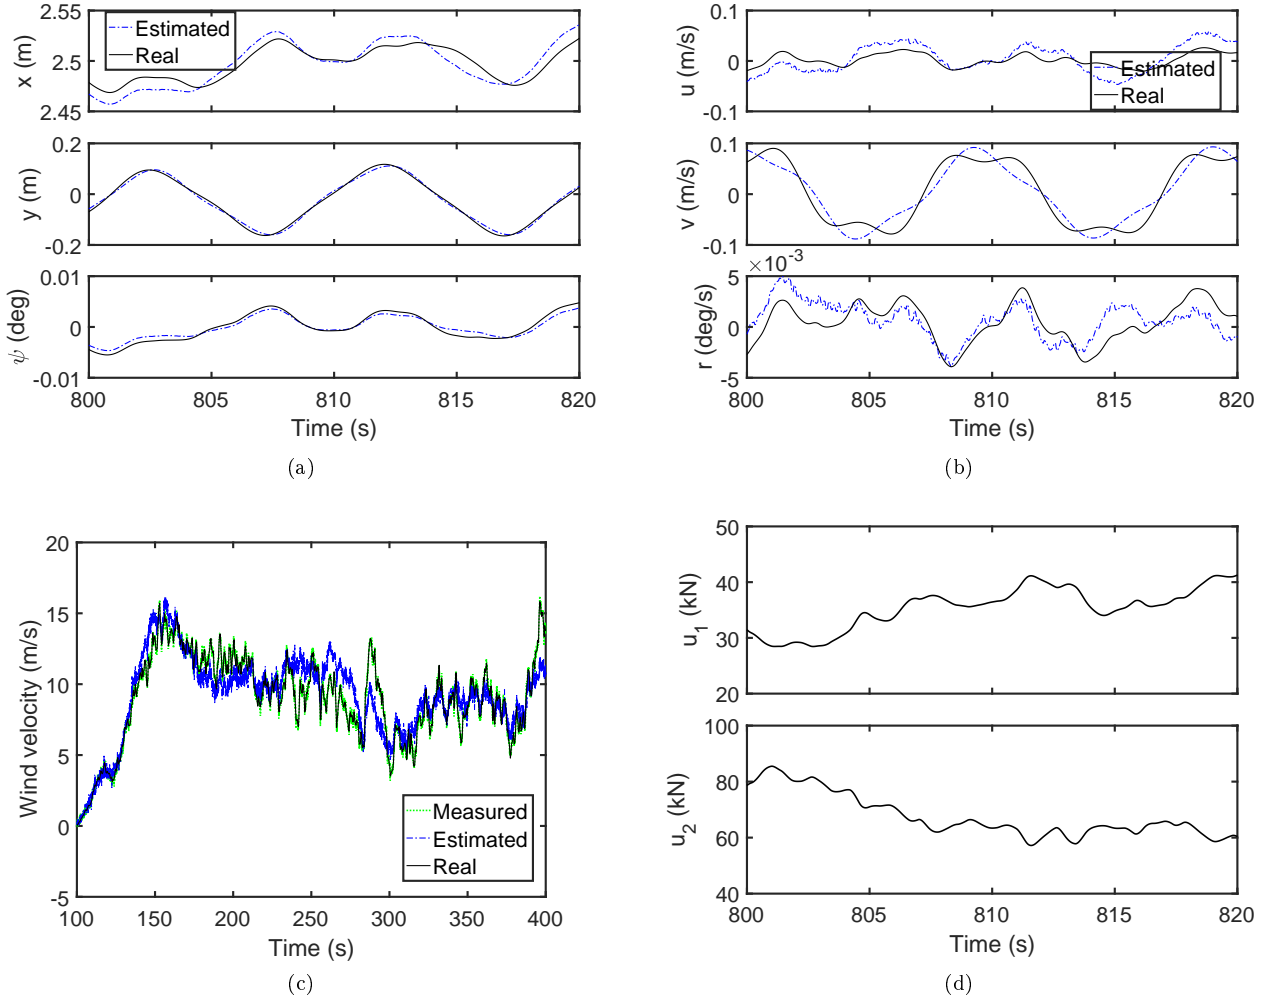 2.55
2.5
2.45
x (m)
Estimated
Real
0.2
0
-0.2
y (m)
0.01
0
-0.01
ψ (deg)
800 805 810 815 820
Time (s)
(a)
0.1
0
-0.1
u (m/s)
Estimated
Real
0.1
0
-0.1
v (m/s)
×10⁻³
5
0
-5
r (deg/s)
800 805 810 815 820
Time (s)
(b)
20
15
10
5
0
-5
Wind velocity (m/s)
Measured
Estimated
Real
100 150 200 250 300 350 400
Time (s)
(c)
50
40
30
20
u₁ (kN)
100
80
60
40
u₂ (kN)
800 805 810 815 820
Time (s)
(d)